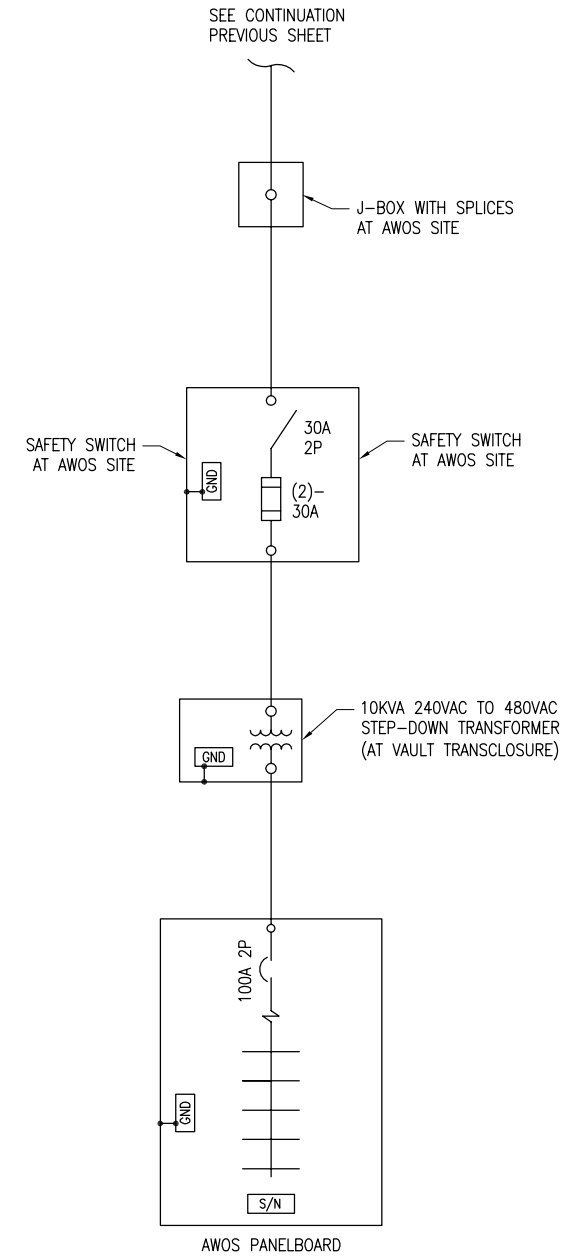 SEE CONTINUATION
PREVIOUS SHEET
J-BOX WITH SPLICES
AT AWOS SITE
SAFETY SWITCH
AT AWOS SITE
30A
2P
(2)-
30A
GND
SAFETY SWITCH
AT AWOS SITE
10KVA 240VAC TO 480VAC
STEP-DOWN TRANSFORMER
(AT VAULT TRANSCLOSURE)
GND
100A 2P
GND
S/N
AWOS PANELBOARD